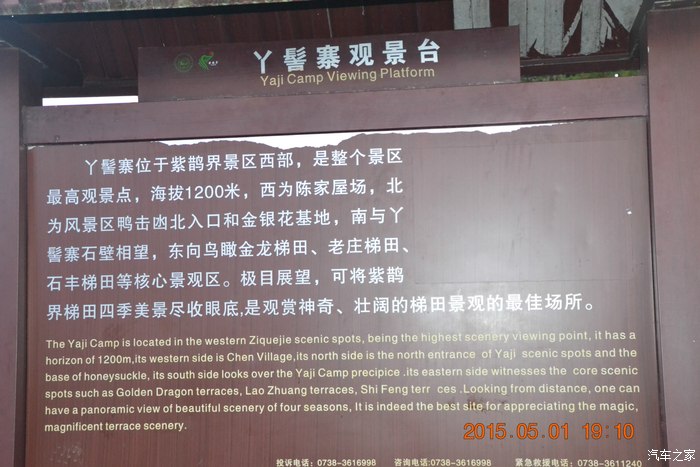 丫髻寨观景台
Yaji Camp Viewing Platform
丫髻寨位于紫鹊界景区西部，是整个景区
最高观景点，海拔1200米，西为陈家屋场，北
为风景区鸭击凼北入口和金银花基地，南与丫
髻寨石壁相望，东向鸟瞰金龙梯田、老庄梯田、
石丰梯田等核心景观区。极目展望，可将紫鹊
界梯田四季美景尽收眼底,是观赏神奇、壮阔的梯田景观的最佳场所。
The Yaji Camp is located in the western Ziquejie scenic spots, being the highest scenery viewing point, it has a
horizon of 1200m,its western side is Chen Village,its north side is the north entrance of Yaji scenic spots and the
base of honeysuckle, its south side looks over the Yaji Camp precipice .its eastern side witnesses the core scenic
spots such as Golden Dragon terraces, Lao Zhuang terraces, Shi Feng terr ces .Looking from distance, one can
have a panoramic view of beautiful scenery of four seasons, It is indeed the best site for appreciating the magic,
magnificent terrace scenery.
2015.05.01 19:10
投诉电话: 0738-3616998 咨询电话:0738-3616998 紧急救援电话: 0738-3611240
汽车之家